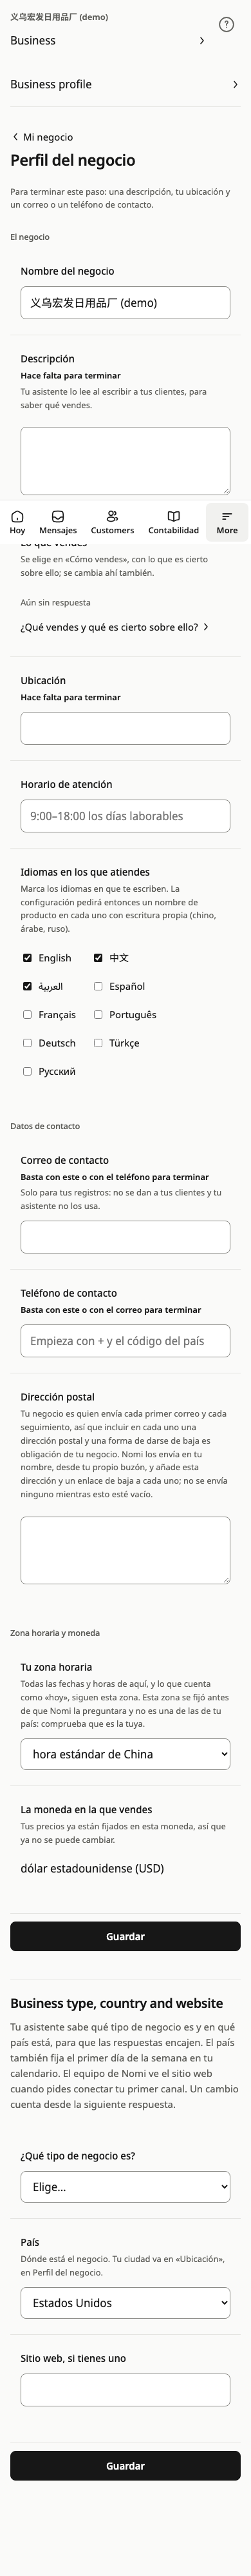 义乌宏发日用品厂 (demo)
Business
Business profile
Mi negocio
Perfil del negocio
Para terminar este paso: una descripción, tu ubicación y
un correo o un teléfono de contacto.
El negocio
Nombre del negocio
义乌宏发日用品厂 (demo)
Descripción
Hace falta para terminar
Tu asistente lo lee al escribir a tus clientes, para
saber qué vendes.
Hoy
Mensajes
Customers
Contabilidad
More
Lo que vendes
Se elige en «Cómo vendes», con lo que es cierto
sobre ello; se cambia ahí también.
Aún sin respuesta
¿Qué vendes y qué es cierto sobre ello?
Ubicación
Hace falta para terminar
Horario de atención
9:00–18:00 los días laborables
Idiomas en los que atiendes
Marca los idiomas en que te escriben. La
configuración pedirá entonces un nombre de
producto en cada uno con escritura propia (chino,
árabe, ruso).
English
中文
العربية
Español
Français
Português
Deutsch
Türkçe
Русский
Datos de contacto
Correo de contacto
Basta con este o con el teléfono para terminar
Solo para tus registros: no se dan a tus clientes y tu
asistente no los usa.
Teléfono de contacto
Basta con este o con el correo para terminar
Empieza con + y el código del país
Dirección postal
Tu negocio es quien envía cada primer correo y cada
seguimiento, así que incluir en cada uno una
dirección postal y una forma de darse de baja es
obligación de tu negocio. Nomi los envía en tu
nombre, desde tu propio buzón, y añade esta
dirección y un enlace de baja a cada uno; no se envía
ninguno mientras esto esté vacío.
Zona horaria y moneda
Tu zona horaria
Todas las fechas y horas de aquí, y lo que cuenta
como «hoy», siguen esta zona. Esta zona se fijó antes
de que Nomi la preguntara y no es una de las de tu
país: comprueba que es la tuya.
hora estándar de China
La moneda en la que vendes
Tus precios ya están fijados en esta moneda, así que
ya no se puede cambiar.
dólar estadounidense (USD)
Guardar
Business type, country and website
Tu asistente sabe qué tipo de negocio es y en qué
país está, para que las respuestas encajen. El país
también fija el primer día de la semana en tu
calendario. El equipo de Nomi ve el sitio web
cuando pides conectar tu primer canal. Un cambio
cuenta desde la siguiente respuesta.
¿Qué tipo de negocio es?
Elige...
País
Dónde está el negocio. Tu ciudad va en «Ubicación»,
en Perfil del negocio.
Estados Unidos
Sitio web, si tienes uno
Guardar